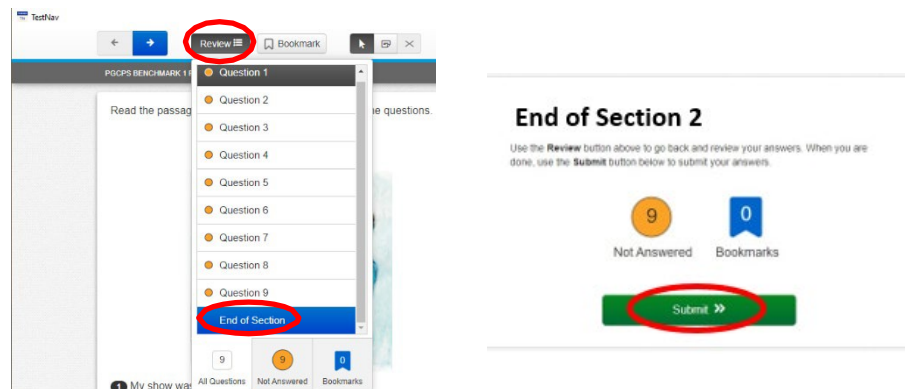 TestNav
Review
Bookmark
PGCPS BENCHMARK 1
Read the passag
e questions.
Question 1
Question 2
Question 3
Question 4
Question 5
Question 6
Question 7
Question 8
Question 9
End of Section
9
9
0
All Questions
Not Answered
Bookmarks
1 My show was
End of Section 2
Use the Review button above to go back and review your answers. When you are
done, use the Submit button below to submit your answers.
9
0
Not Answered
Bookmarks
Submit »